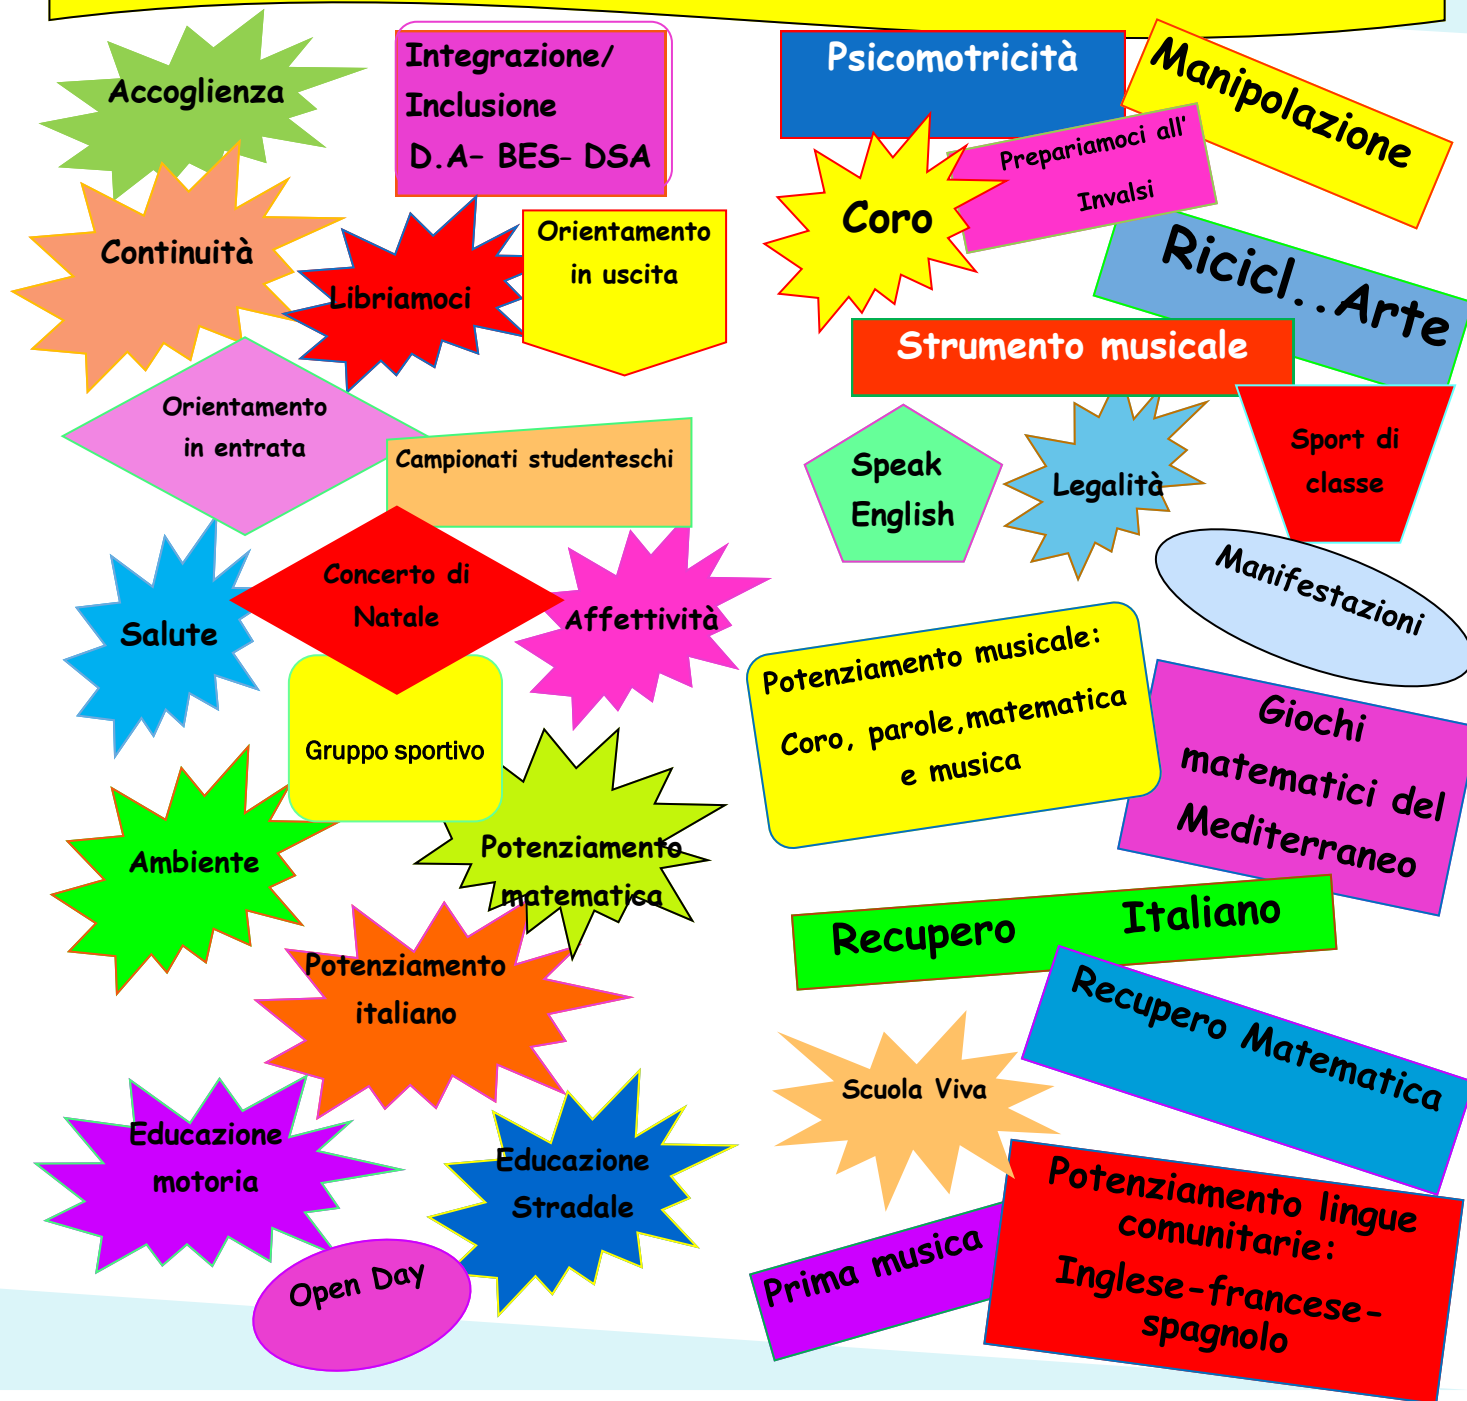 Accoglienza
Integrazione/
Inclusione
D.A- BES- DSA
Continuità
Libriamoci
Orientamento
in uscita
Orientamento
in entrata
Campionati studenteschi
Concerto di
Natale
Salute
Affettività
Gruppo sportivo
Ambiente
Potenziamento
matematica
Potenziamento
italiano
Educazione
motoria
Educazione
Stradale
Open Day
Psicomotricità
Manipolazione
Prepariamoci all'
Invalsi
Coro
Ricicl..Arte
Strumento musicale
Speak
English
Legalità
Sport di
classe
Manifestazioni
Potenziamento musicale:
Coro, parole,matematica
e musica
Giochi
matematici del
Mediterraneo
Recupero Italiano
Recupero Matematica
Scuola Viva
Prima musica
Potenziamento lingue
comunitarie:
Inglese-francese-
spagnolo